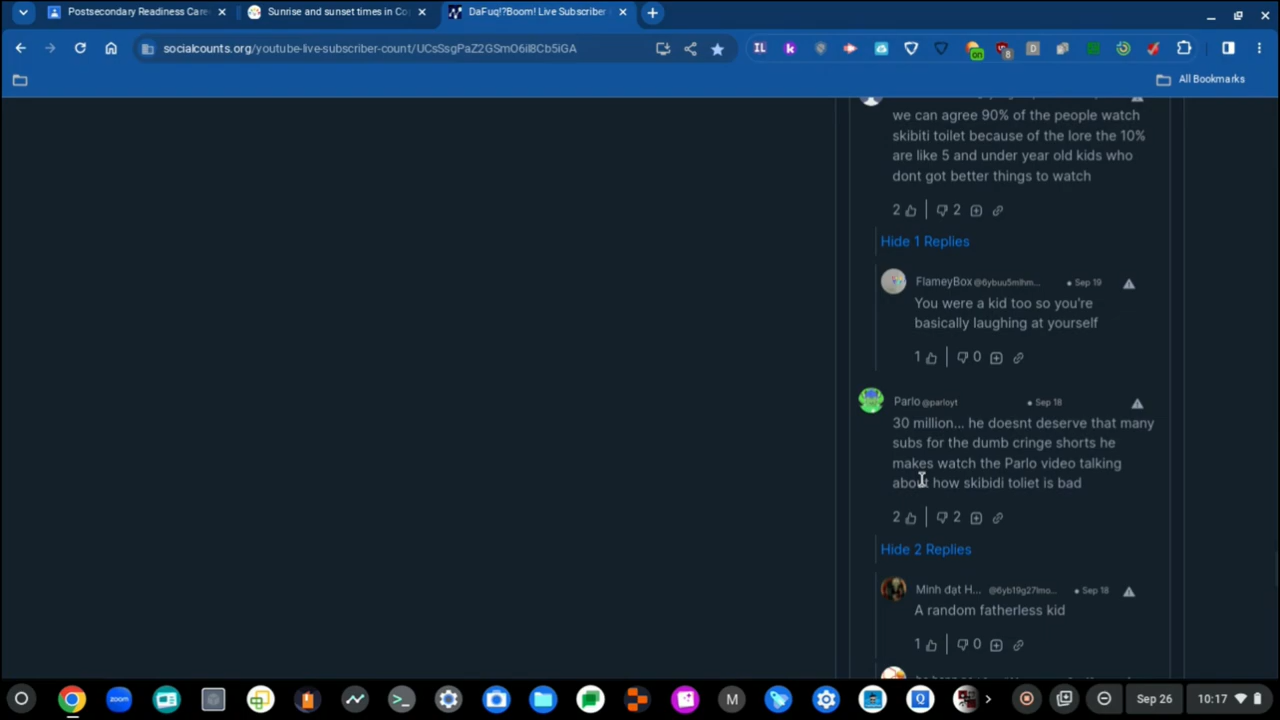 Postsecondary Readiness Care
Sunrise and sunset times in Co
DaFuq!?Boom! Live Subscriber
socialcounts.org/youtube-live-subscriber-count/UCsSsgPaZ2GSmO6il8Cb5iGA
All Bookmarks
we can agree 90% of the people watch
skibiti toilet because of the lore the 10%
are like 5 and under year old kids who
dont got better things to watch
2 2
Hide 1 Replies
FlameyBox @6ybuu5mlhm... • Sep 19
You were a kid too so you're
basically laughing at yourself
1 0
Parlo @parloyt • Sep 18
30 million... he doesnt deserve that many
subs for the dumb cringe shorts he
makes watch the Parlo video talking
about how skibidi toliet is bad
2 2
Hide 2 Replies
Minh đạt H... @6yb19g27lmo... • Sep 18
A random fatherless kid
1 0
zoom M Q Sep 26 10:17